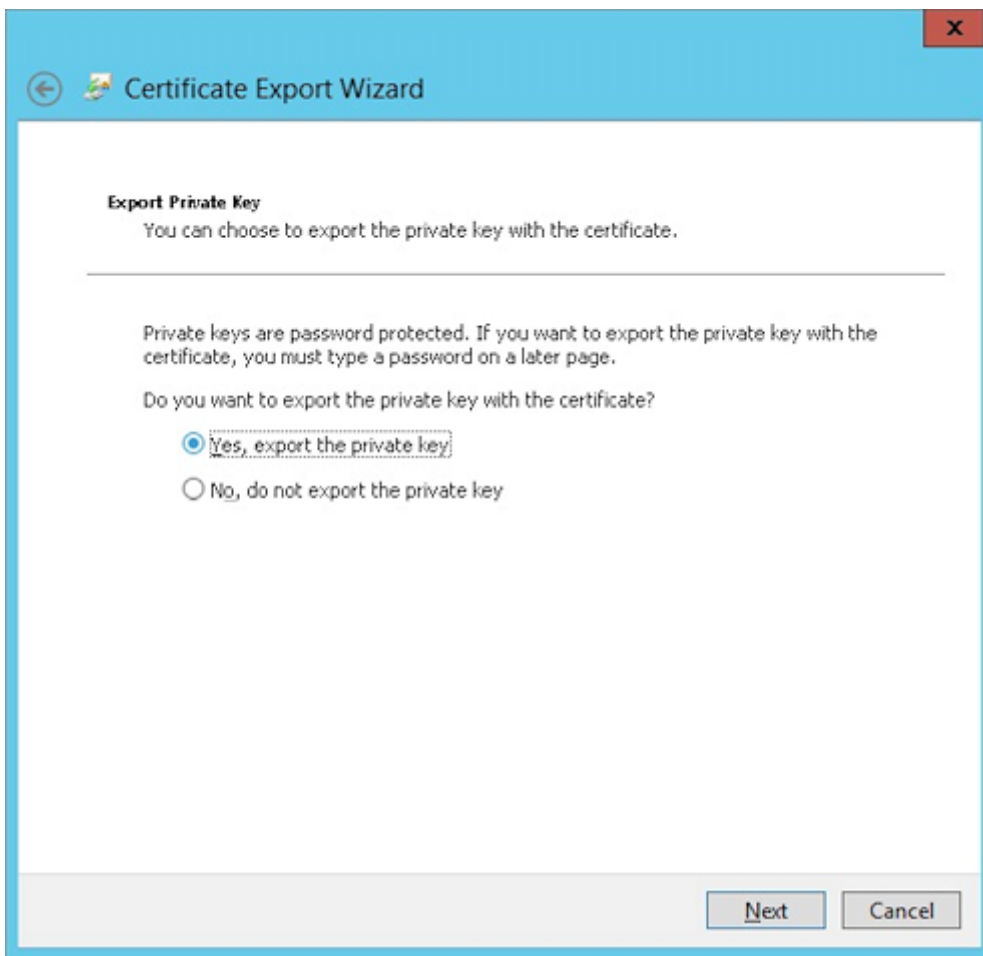 x
Certificate Export Wizard
Export Private Key
You can choose to export the private key with the certificate.
Private keys are password protected. If you want to export the private key with the
certificate, you must type a password on a later page.
Do you want to export the private key with the certificate?
Yes, export the private key
No, do not export the private key
Next
Cancel